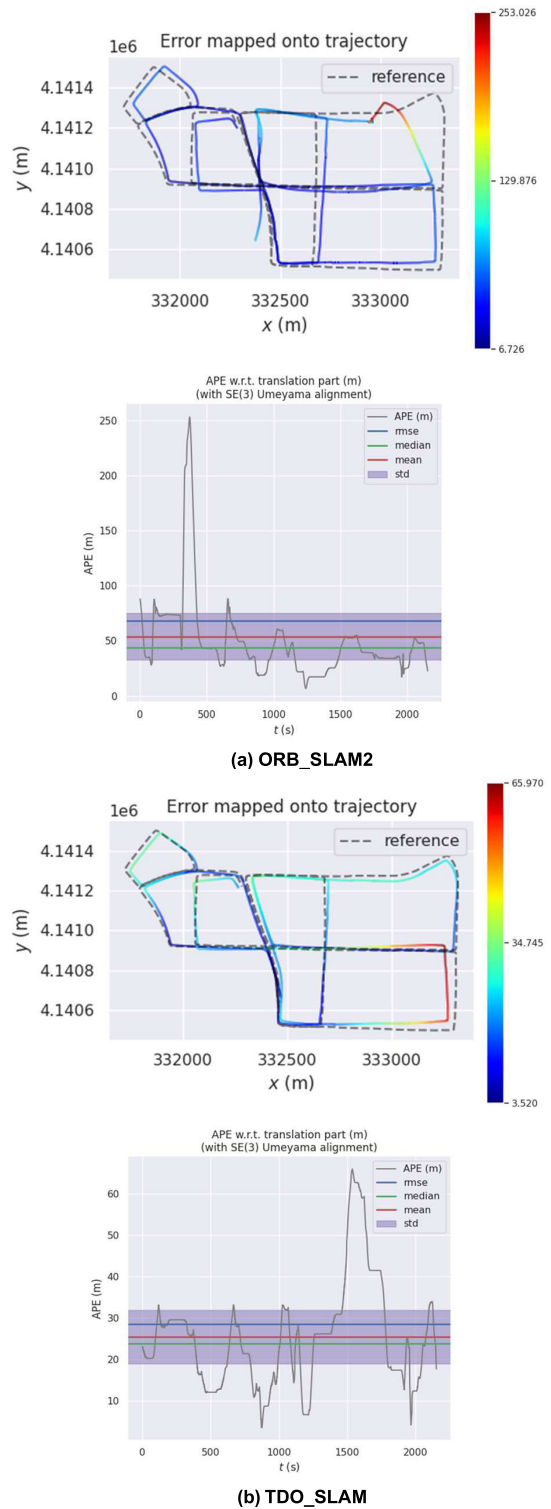 253.026
1e6
Error mapped onto trajectory
reference
4.1414
4.1412
4.1410
129.876
4.1408
4.1406
y (m)
332000 332500 333000
x (m)
6.726
APE w.r.t. translation part (m)
(with SE(3) Umeyama alignment)
250
200
150
100
50
0
APE (m)
APE (m)
rmse
median
mean
std
0 500 1000 1500 2000
t (s)
(a) ORB_SLAM2
65.970
1e6
Error mapped onto trajectory
reference
4.1414
4.1412
4.1410
34.745
4.1408
4.1406
y (m)
332000 332500 333000
x (m)
3.520
APE w.r.t. translation part (m)
(with SE(3) Umeyama alignment)
60
50
40
30
20
10
APE (m)
APE (m)
rmse
median
mean
std
0 500 1000 1500 2000
t (s)
(b) TDO_SLAM